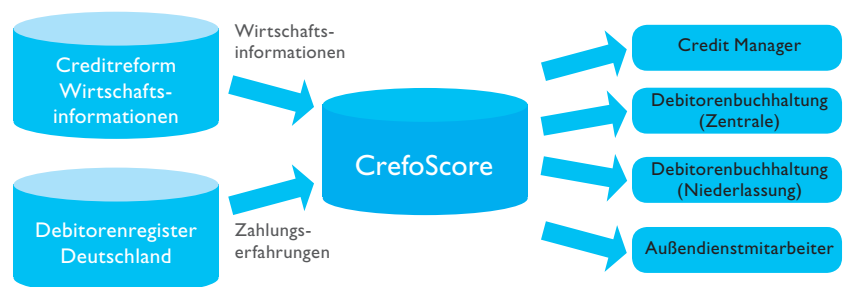 Creditreform
Wirtschafts-
informationen
Wirtschafts-
informationen
Debitorenregister
Deutschland
Zahlungs-
erfahrungen
CrefoScore
Credit Manager
Debitorenbuchhaltung
(Zentrale)
Debitorenbuchhaltung
(Niederlassung)
Außendienstmitarbeiter